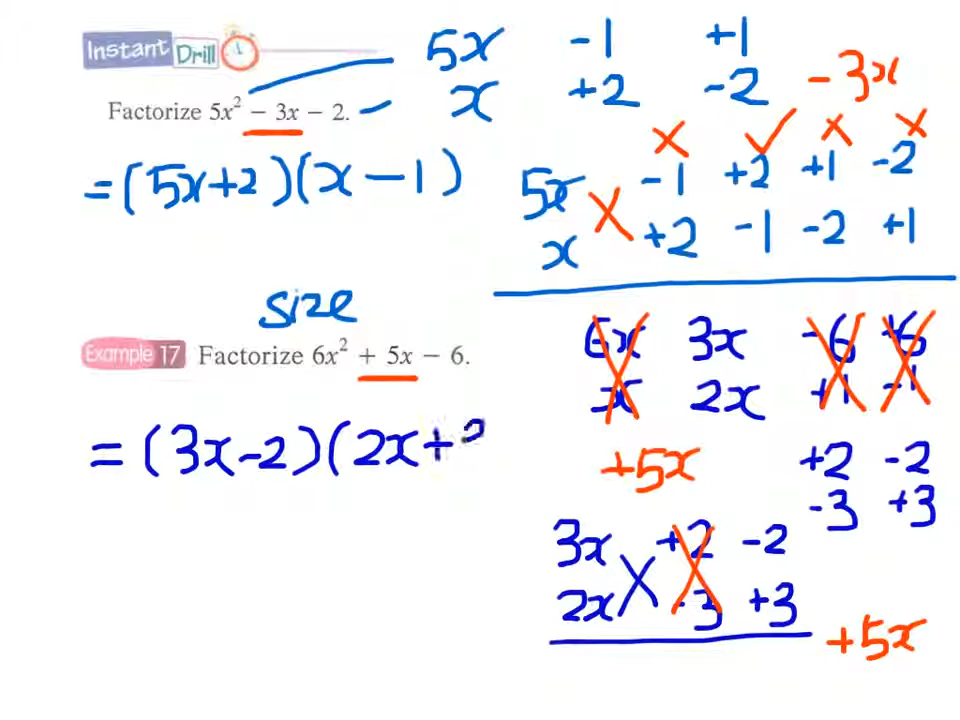 Instant Drill
5x -1 +1
Factorize 5x² − 3x − 2.
x +2 -2 -3x
= (5x+2)(x-1)
5x -1 +2 +1 -2
x +2 -1 -2 +1
size
Example 17 Factorize 6x² + 5x − 6.
6x 3x -6 +6
x 2x +1 -1
= (3x-2)(2x+
+5x +2 -2
-3 +3
3x +2 -2
2x -3 +3
+5x